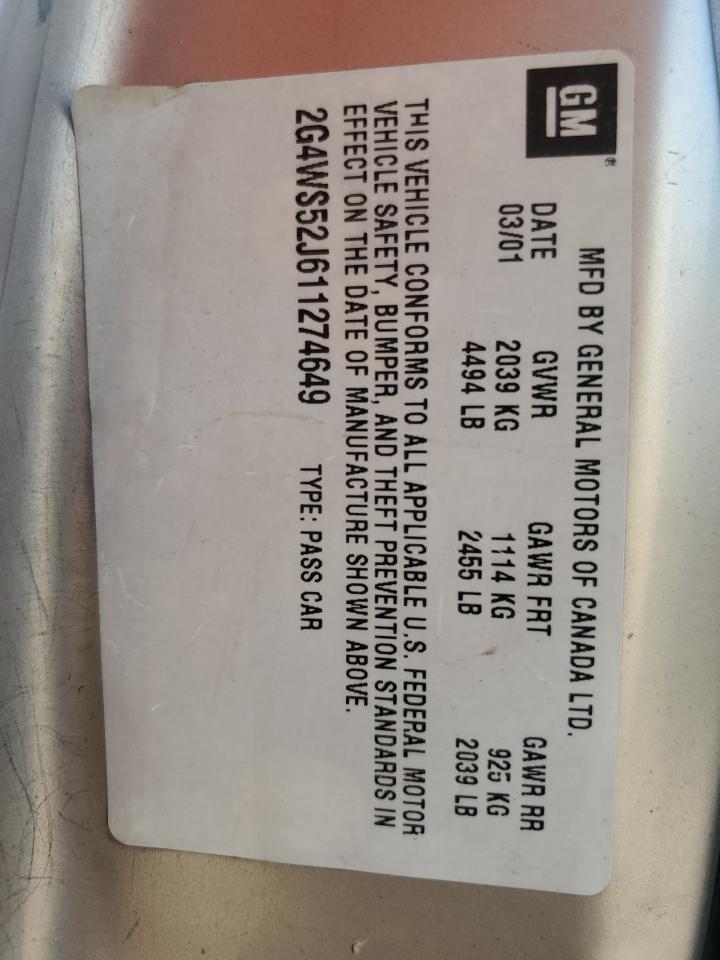 GM®
MFD BY GENERAL MOTORS OF CANADA LTD.
DATE GVWR GAWR FRT GAWR RR
03/01 2039 KG 1114 KG 925 KG
4494 LB 2455 LB 2039 LB
THIS VEHICLE CONFORMS TO ALL APPLICABLE U.S. FEDERAL MOTOR
VEHICLE SAFETY, BUMPER, AND THEFT PREVENTION STANDARDS IN
EFFECT ON THE DATE OF MANUFACTURE SHOWN ABOVE.
2G4WS52J611274649 TYPE: PASS CAR